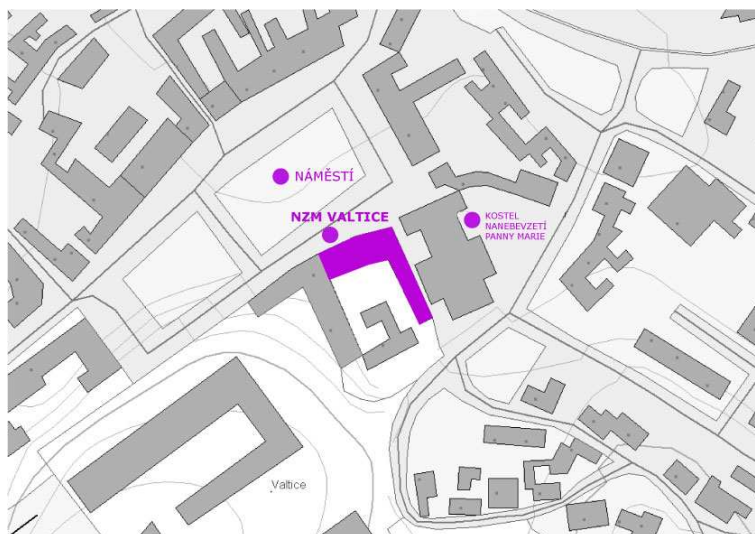 NÁMĚSTÍ
NZM VALTICE
KOSTEL
NANEBEVZETÍ
PANNY MARIE
Valtice